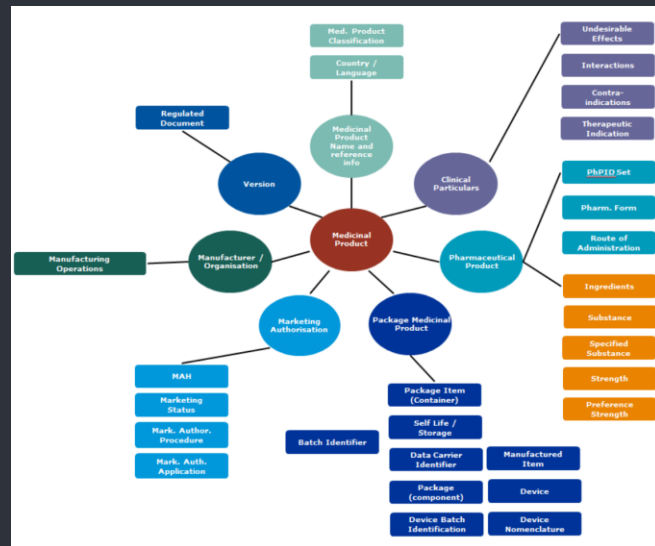 Med. Product
Classification
Country /
Language
Medicinal
Product
Name and
reference
info
Regulated
Document
Version
Clinical
Particulars
Undesirable
Effects
Interactions
Contra-
indications
Therapeutic
Indication
Medicinal
Product
Manufacturer /
Organisation
Manufacturing
Operations
Pharmaceutical
Product
PhPID Set
Pharm. Form
Route of
Administration
Ingredients
Substance
Specified
Substance
Strength
Preference
Strength
Marketing
Authorisation
MAH
Marketing
Status
Mark. Author.
Procedure
Mark. Auth.
Application
Package Medicinal
Product
Package Item
(Container)
Self Life /
Storage
Batch Identifier
Data Carrier
Identifier
Manufactured
Item
Package
(component)
Device
Device Batch
Identification
Device
Nomenclature